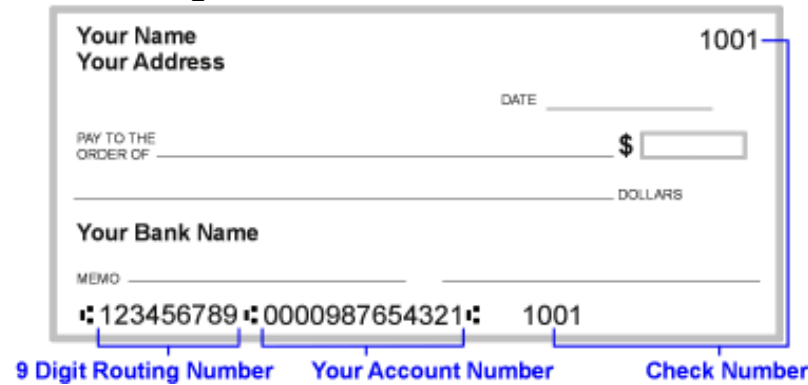 Your Name 1001
Your Address
DATE
PAY TO THE
ORDER OF $
DOLLARS
Your Bank Name
MEMO
⑆123456789⑆0000987654321⑆ 1001
9 Digit Routing Number Your Account Number Check Number